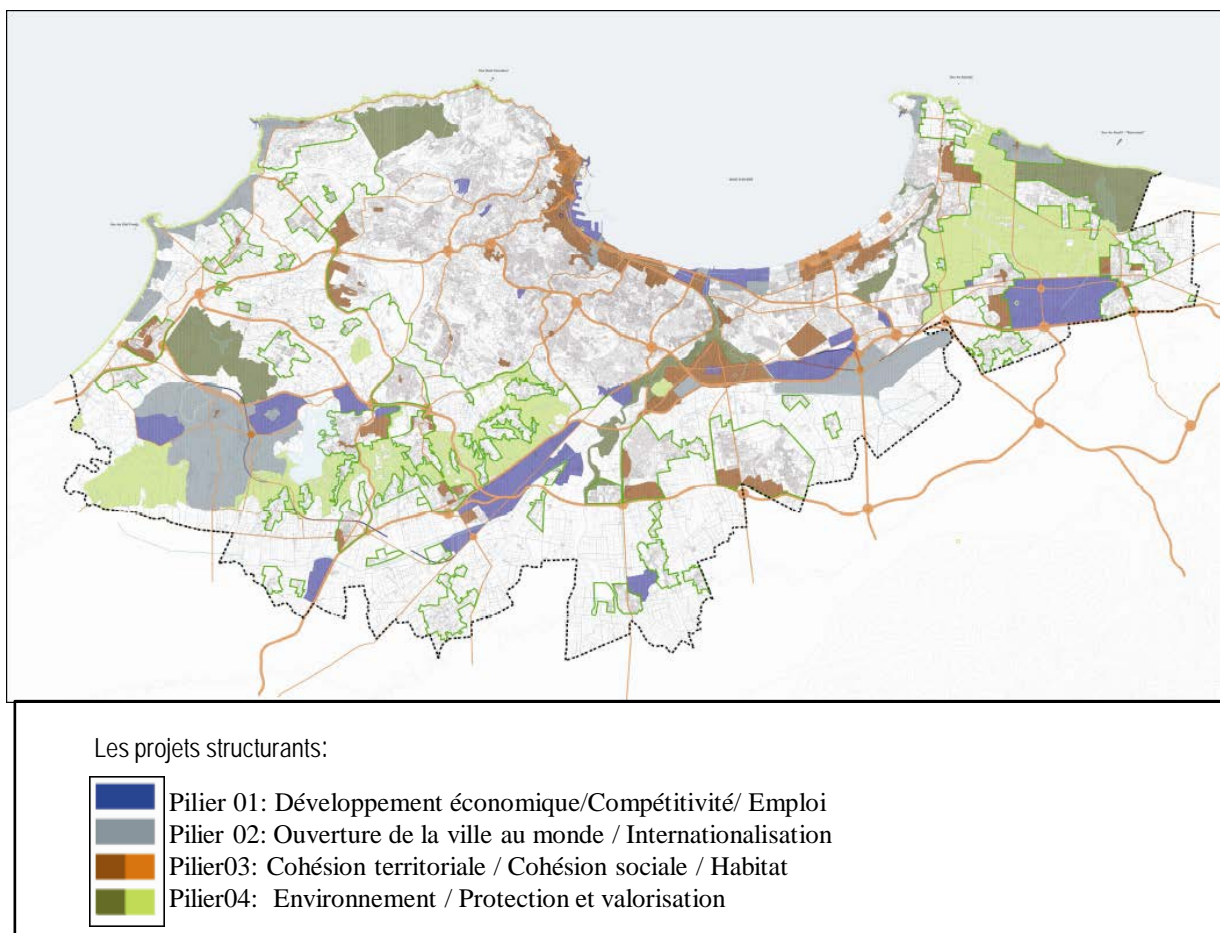 Les projets structurants:
Pilier 01: Développement économique/Compétitivité/ Emploi
Pilier 02: Ouverture de la ville au monde / Internationalisation
Pilier03: Cohésion territoriale / Cohésion sociale / Habitat
Pilier04: Environnement / Protection et valorisation